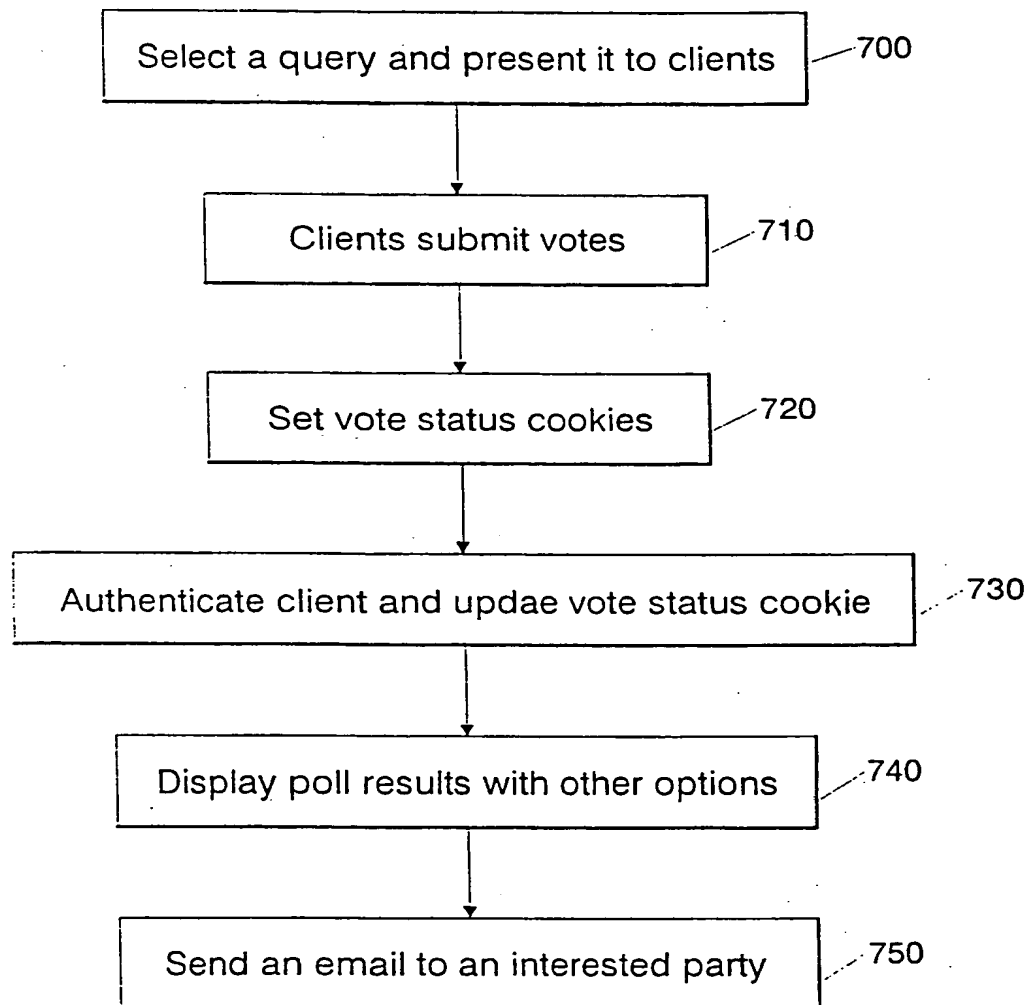 Select a query and present it to clients 700
Clients submit votes 710
Set vote status cookies 720
Authenticate client and updae vote status cookie 730
Display poll results with other options 740
Send an email to an interested party 750